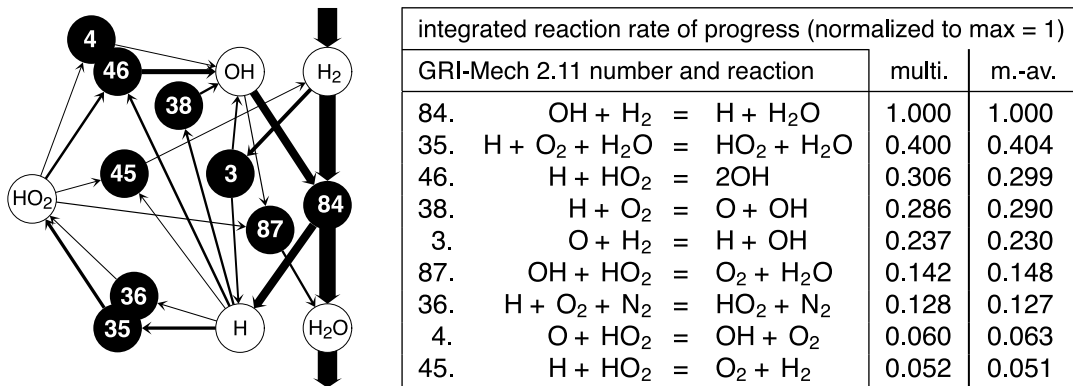 4
46
OH
H₂
38
45
3
HO₂
84
87
36
35
H
H₂O
integrated reaction rate of progress (normalized to max = 1)
GRI-Mech 2.11 number and reaction multi. m.-av.
84. OH + H₂ = H + H₂O 1.000 1.000
35. H + O₂ + H₂O = HO₂ + H₂O 0.400 0.404
46. H + HO₂ = 2OH 0.306 0.299
38. H + O₂ = O + OH 0.286 0.290
3. O + H₂ = H + OH 0.237 0.230
87. OH + HO₂ = O₂ + H₂O 0.142 0.148
36. H + O₂ + N₂ = HO₂ + N₂ 0.128 0.127
4. O + HO₂ = OH + O₂ 0.060 0.063
45. H + HO₂ = O₂ + H₂ 0.052 0.051